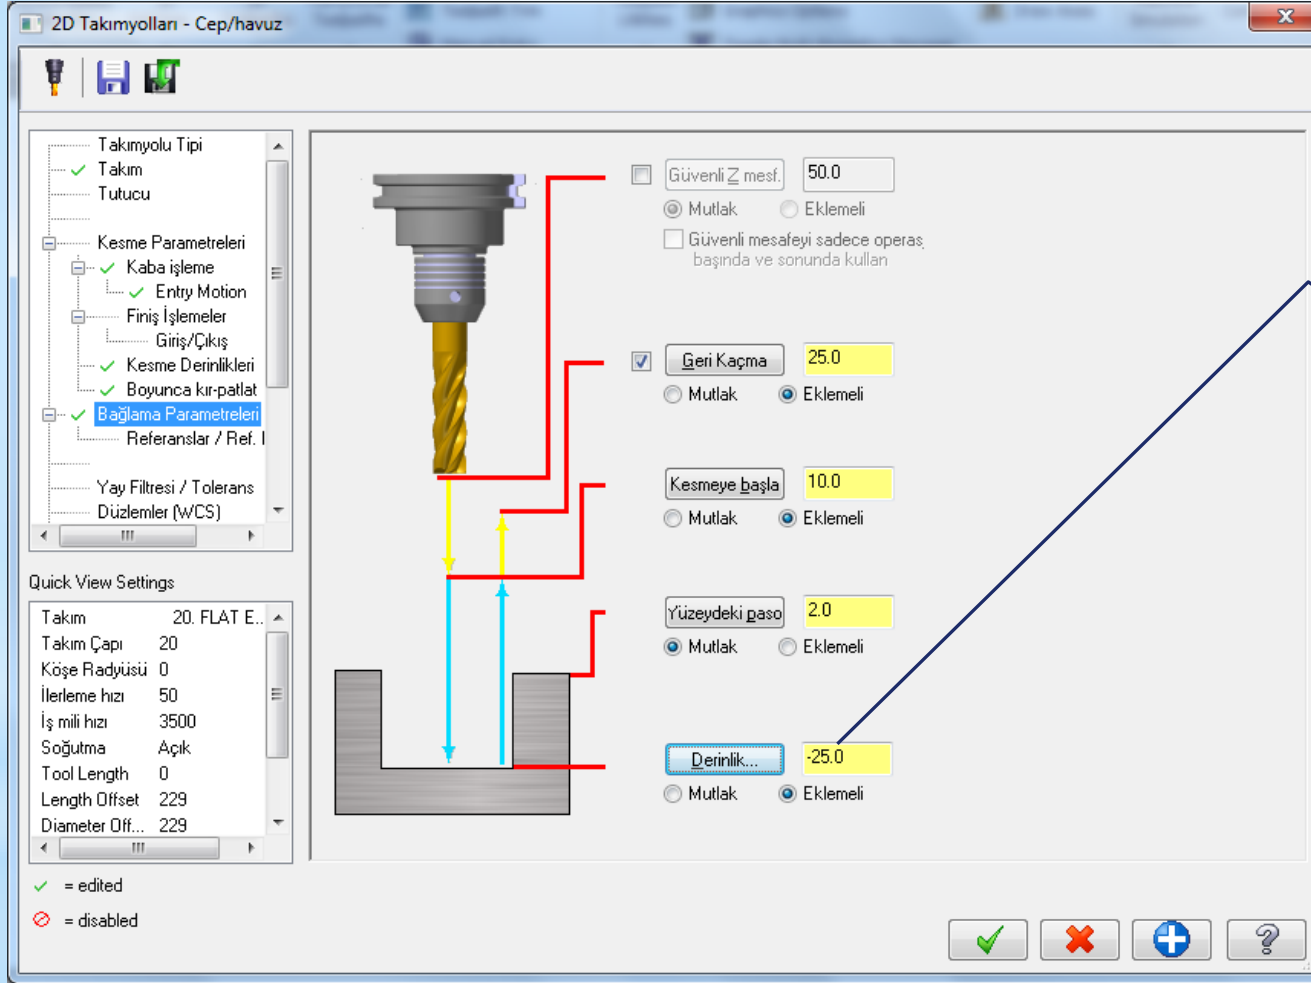 2D Takımyolları - Cep/havuz
Takımyolu Tipi
Takım
Tutucu
Kesme Parametreleri
Kaba işleme
Entry Motion
Finiş İşlemeler
Giriş/Çıkış
Kesme Derinlikleri
Boyunca kır-patlat
Bağlama Parametreleri
Referanslar / Ref.
Yay Filtresi / Tolerans
Düzlemler (WCS)
Quick View Settings
Takım 20. FLAT E...
Takım Çapı 20
Köşe Radyüsü 0
İlerleme hızı 50
İş mili hızı 3500
Soğutma Açık
Tool Length 0
Length Offset 229
Diameter Off... 229
= edited
= disabled
Güvenli Z mesf. 50.0
Mutlak Eklemeli
Güvenli mesafeyi sadece operas
başında ve sonunda kullan
Geri Kaçma 25.0
Mutlak Eklemeli
Kesmeye başla 10.0
Mutlak Eklemeli
Yüzeydeki paso 2.0
Mutlak Eklemeli
Derinlik... -25.0
Mutlak Eklemeli